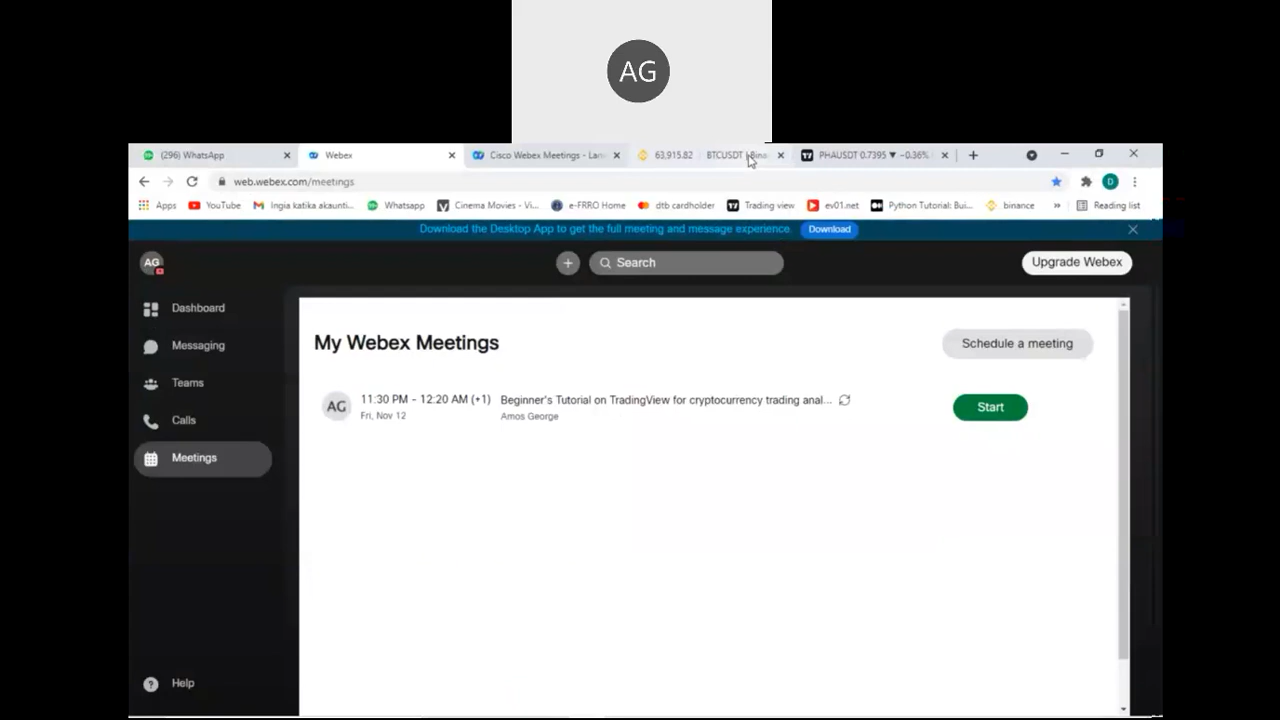 AG
(296) WhatsApp
Webex
Cisco Webex Meetings - Lan
63,915.82 BTCUSDT
PHAUSDT 0.7395 ▼ −0.36%
web.webex.com/meetings
D
Apps
YouTube
Ingia katika akaunti...
Whatsapp
Cinema Movies - Vi...
e-FRRO Home
dtb cardholder
Trading view
ev01.net
Python Tutorial: Bui...
binance
»
Reading list
Download the Desktop App to get the full meeting and message experience.
Download
AG
Search
Upgrade Webex
Dashboard
Messaging
Teams
Calls
Meetings
Help
My Webex Meetings
Schedule a meeting
AG
11:30 PM - 12:20 AM (+1)
Fri, Nov 12
Beginner's Tutorial on TradingView for cryptocurrency trading anal...
Amos George
Start